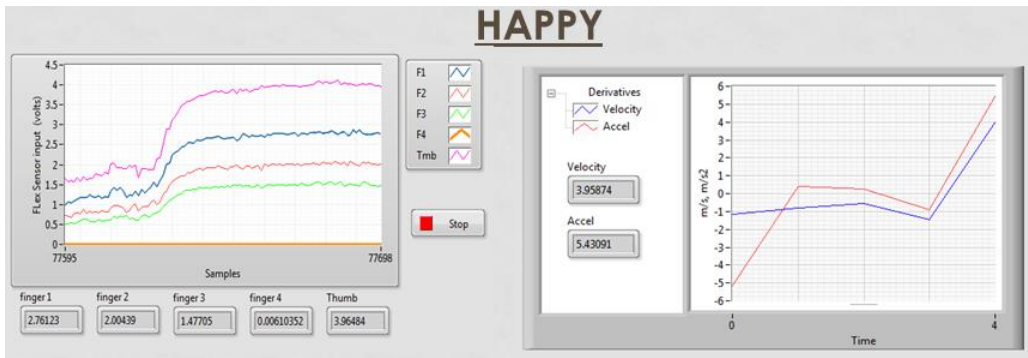 HAPPY
4.5
4
3.5
3
2.5
2
1.5
1
0.5
0
FLex Sensor input (volts)
77595
77698
Samples
F1
F2
F3
F4
Tmb
Stop
finger 1
finger 2
finger 3
finger 4
Thumb
2.76123
2.00439
1.47705
0.00610352
3.96484
Derivatives
Velocity
Accel
Velocity
3.95874
Accel
5.43091
6
5
4
3
2
1
0
-1
-2
-3
-4
-5
-6
m/s, m/s2
0
4
Time